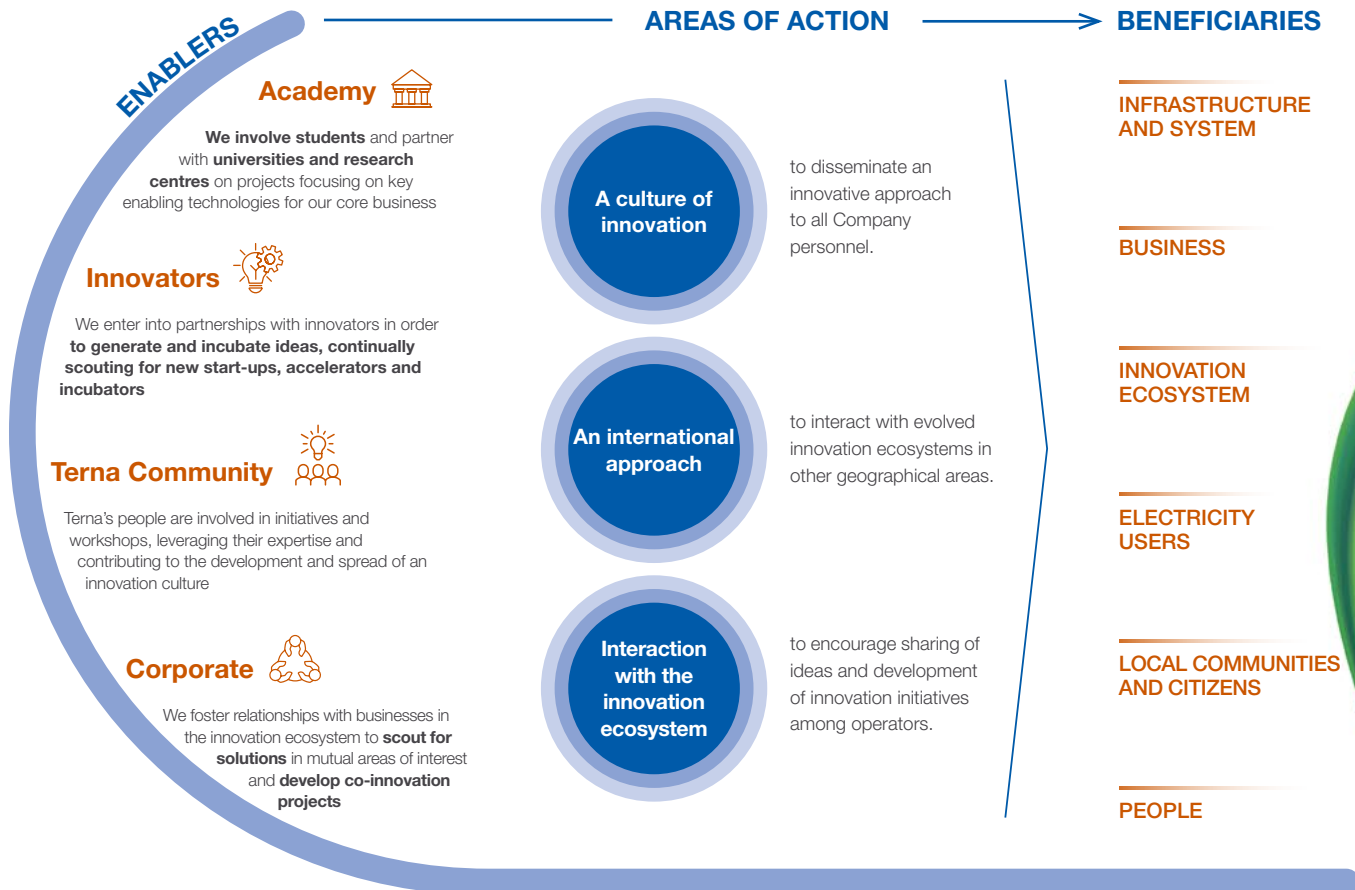 ENABLERS
AREAS OF ACTION
BENEFICIARIES
Academy
We involve students and partner
with universities and research
centres on projects focusing on key
enabling technologies for our core business
Innovators
We enter into partnerships with innovators in order
to generate and incubate ideas, continually
scouting for new start-ups, accelerators and
incubators
Terna Community
Terna’s people are involved in initiatives and
workshops, leveraging their expertise and
contributing to the development and spread of an
innovation culture
Corporate
We foster relationships with businesses in
the innovation ecosystem to scout for
solutions in mutual areas of interest
and develop co-innovation
projects
A culture of
innovation
to disseminate an
innovative approach
to all Company
personnel.
An international
approach
to interact with evolved
innovation ecosystems in
other geographical areas.
Interaction
with the
innovation
ecosystem
to encourage sharing of
ideas and development
of innovation initiatives
among operators.
INFRASTRUCTURE
AND SYSTEM
BUSINESS
INNOVATION
ECOSYSTEM
ELECTRICITY
USERS
LOCAL COMMUNITIES
AND CITIZENS
PEOPLE